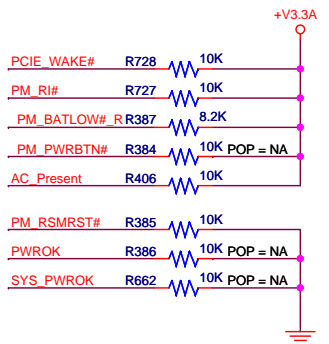 +V3.3A
PCIE_WAKE# R728 10K
PM_RI# R727 10K
PM_BATLOW#_R R387 8.2K
PM_PWRBTN# R384 10K POP = NA
AC_Present R406 10K
PM_RSMRST# R385 10K
PWROK R386 10K POP = NA
SYS_PWROK R662 10K POP = NA